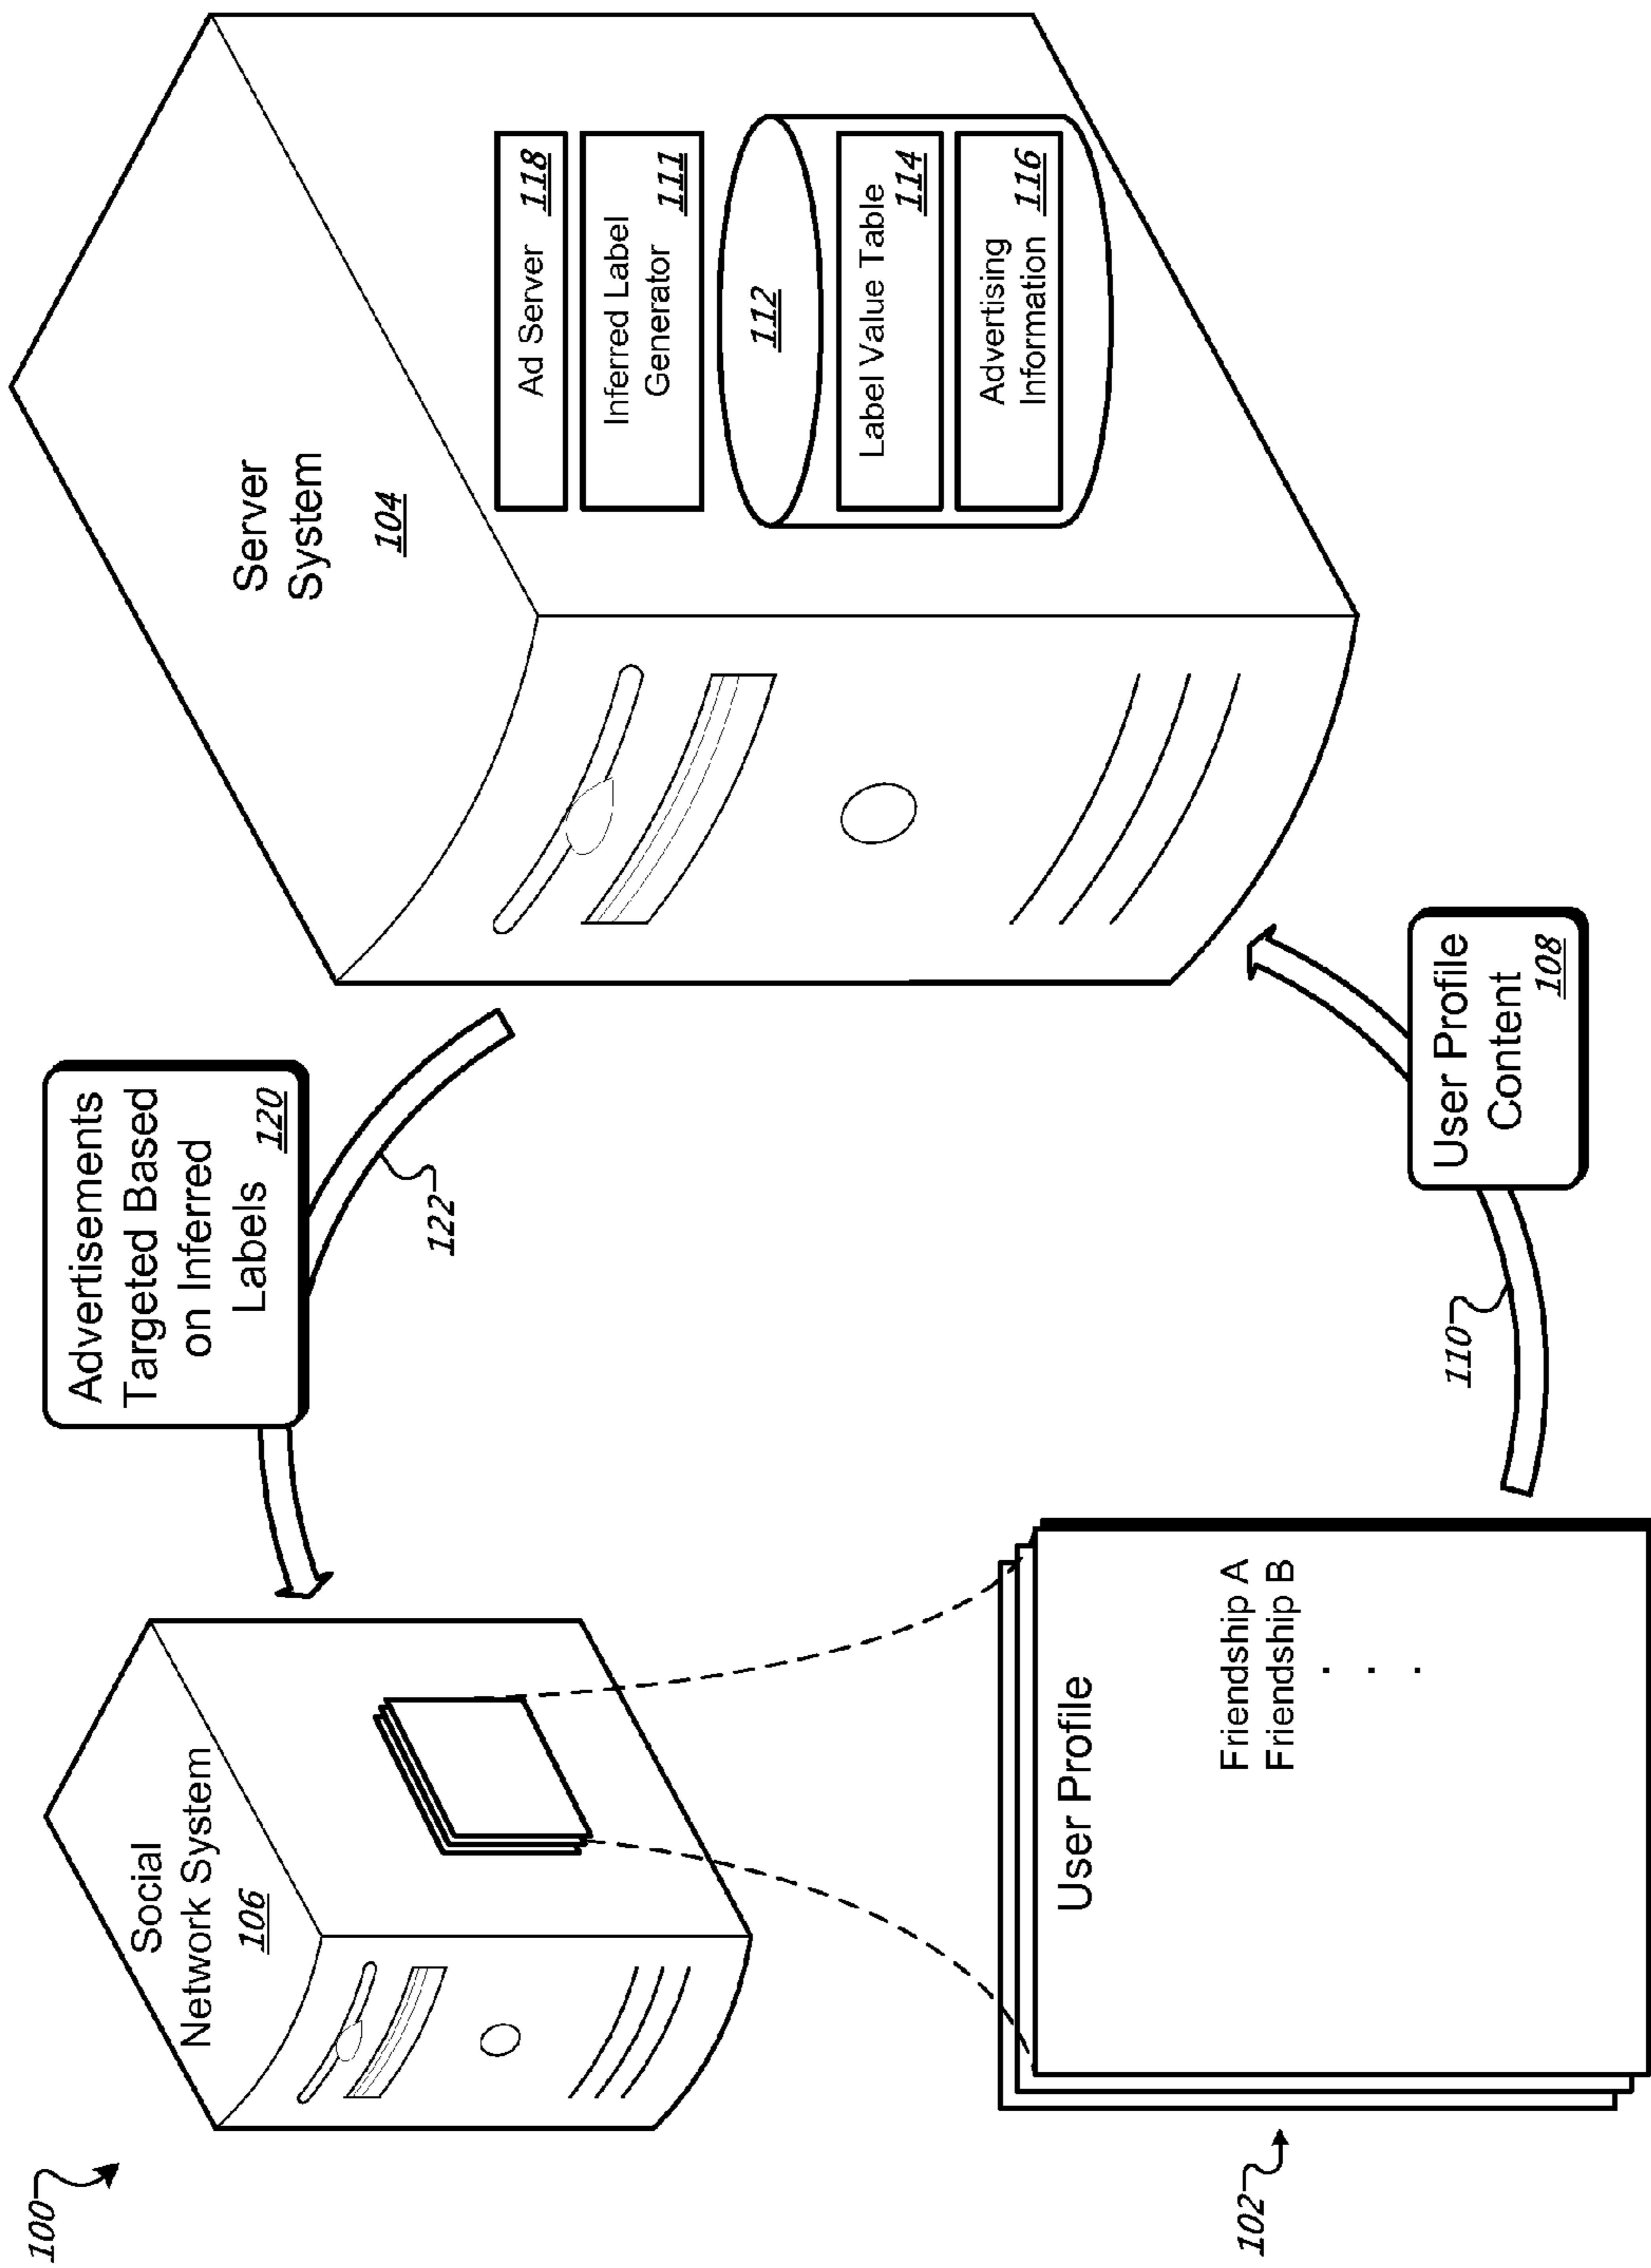 100
Social
Network System
106
Advertisements
Targeted Based
on Inferred
Labels
120
122
Server
System
104
Ad Server
118
Inferred Label
Generator
111
112
Label Value Table
114
Advertising
Information
116
102
User Profile
Friendship A
Friendship B
.
.
.
110
User Profile
Content
108